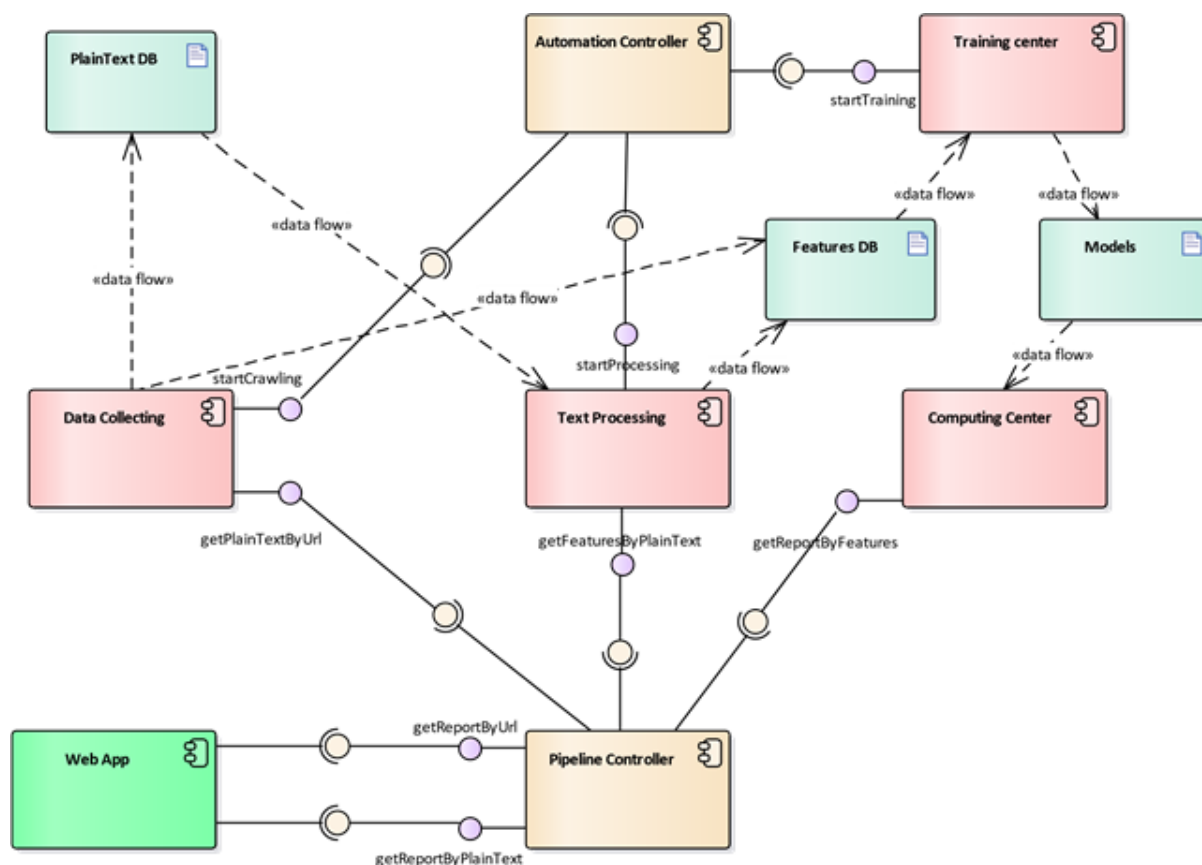 Automation Controller
Training center
PlainText DB
startTraining
«data flow»
«data flow»
«data flow»
Features DB
Models
«data flow»
«data flow»
startCrawling
startProcessing
«data flow»
«data flow»
Data Collecting
Text Processing
Computing Center
getPlainTextByUrl
getFeaturesByPlainText
getReportByFeatures
getReportByUrl
Web App
Pipeline Controller
getReportByPlainText